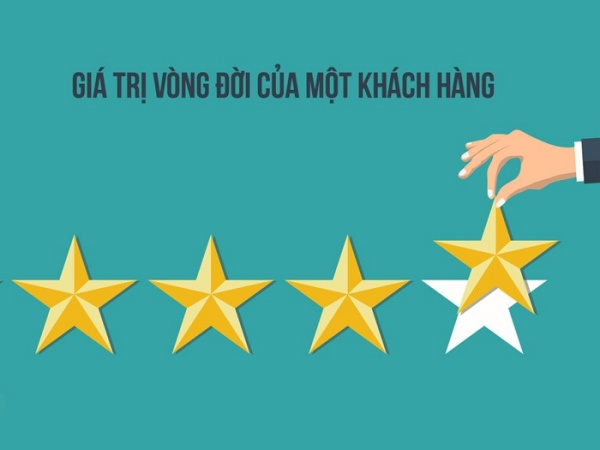 GIÁ TRỊ VÒNG ĐỜI CỦA MỘT KHÁCH HÀNG